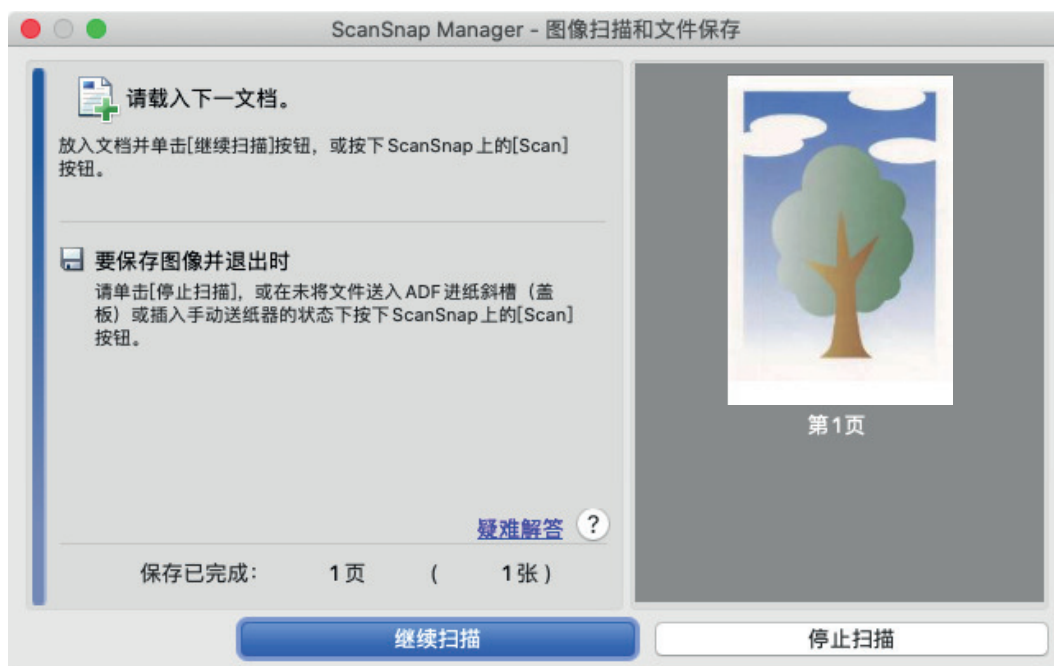 ScanSnap Manager - 图像扫描和文件保存
请载入下一文档。
放入文档并单击[继续扫描]按钮，或按下 ScanSnap 上的[Scan]
按钮。
要保存图像并退出时
请单击[停止扫描]，或在未将文件送入 ADF 进纸斜槽（盖
板）或插入手动送纸器的状态下按下 ScanSnap 上的[Scan]
按钮。
疑难解答 ?
保存已完成： 1页 ( 1张 )
第1页
继续扫描 停止扫描